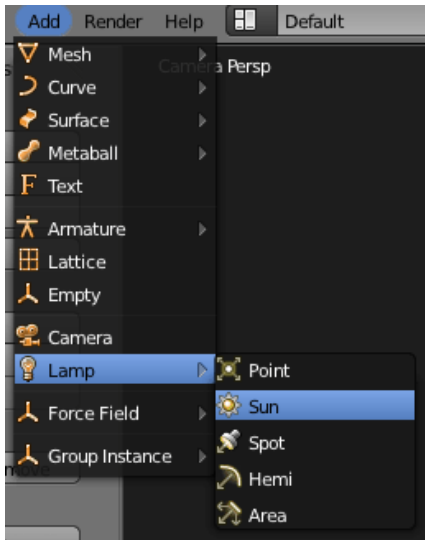 Add Render Help Default
Mesh
Camera Persp
Curve
Surface
Metaball
Text
Armature
Lattice
Empty
Camera
Lamp
Point
Sun
Spot
Hemi
Area
Force Field
Group Instance